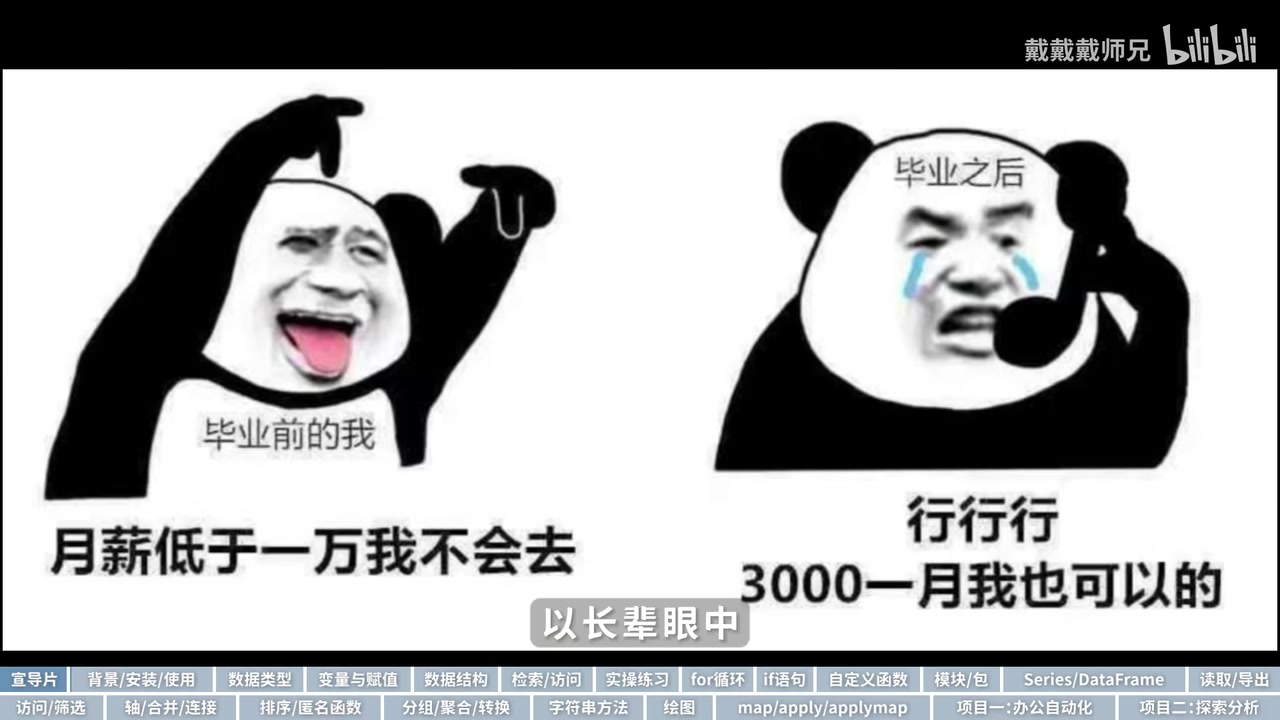 戴戴戴师兄 bilibili
毕业之后
毕业前的我
月薪低于一万我不会去
行行行
3000一月我也可以的
以长辈眼中
宣导片 背景/安装/使用 数据类型 变量与赋值 数据结构 检索/访问 实操练习 for循环 if语句 自定义函数 模块/包 Series/DataFrame 读取/导出
访问/筛选 轴/合并/连接 排序/匿名函数 分组/聚合/转换 字符串方法 绘图 map/apply/applymap 项目一:办公自动化 项目二:探索分析